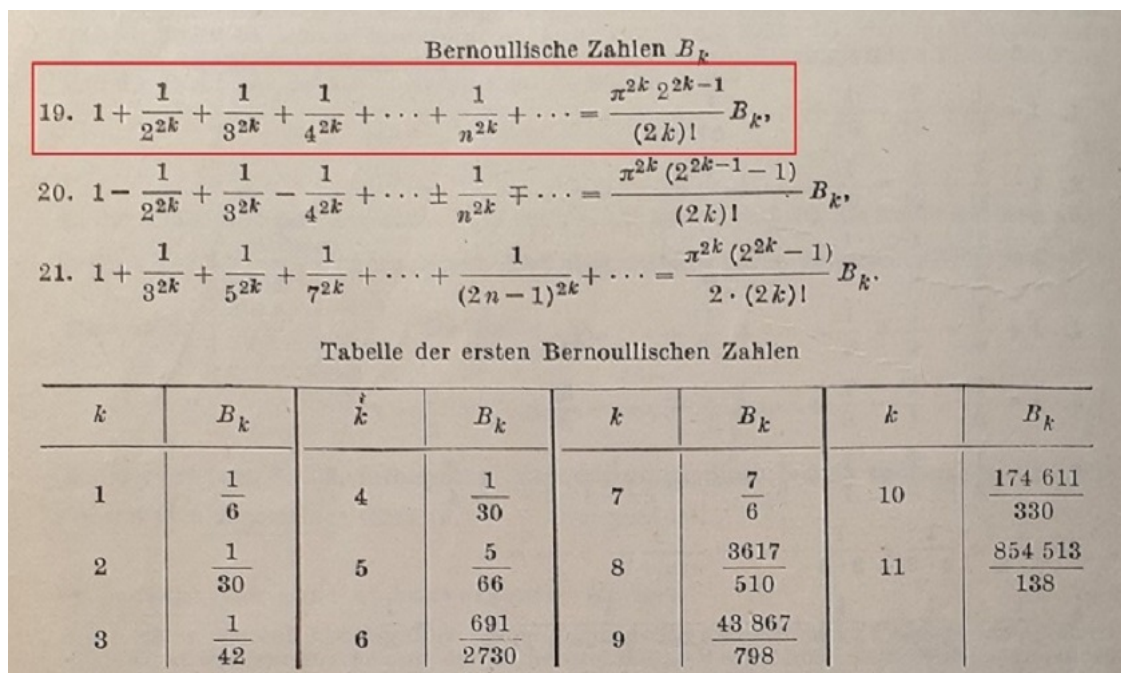 Bernoullische Zahlen B_k
19. 1 + 1/2^{2k} + 1/3^{2k} + 1/4^{2k} + · · · + 1/n^{2k} + · · · = π^{2k} 2^{2k−1}/(2k)! B_k,
20. 1 − 1/2^{2k} + 1/3^{2k} − 1/4^{2k} + · · · ± 1/n^{2k} ∓ · · · = π^{2k} (2^{2k−1} − 1)/(2k)! B_k,
21. 1 + 1/3^{2k} + 1/5^{2k} + 1/7^{2k} + · · · + 1/(2n − 1)^{2k} + · · · = π^{2k} (2^{2k} − 1)/2 · (2k)! B_k.
Tabelle der ersten Bernoullischen Zahlen
k B_k k B_k k B_k k B_k
1 1/6 4 1/30 7 7/6 10 174 611/330
2 1/30 5 5/66 8 3617/510 11 854 513/138
3 1/42 6 691/2730 9 43 867/798